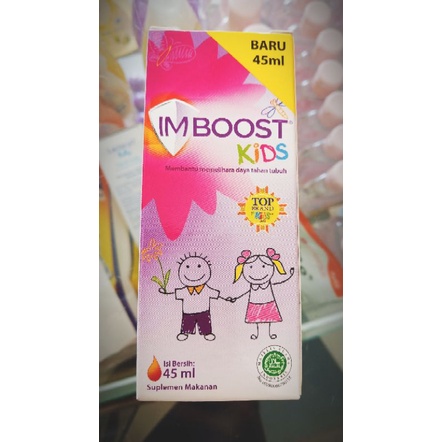 BARU
45ml
IMBOOST
KiDS
Membantu memelihara daya tahan tubuh
TOP
BRAND
Isi Bersih:
45 ml
Suplemen Makanan